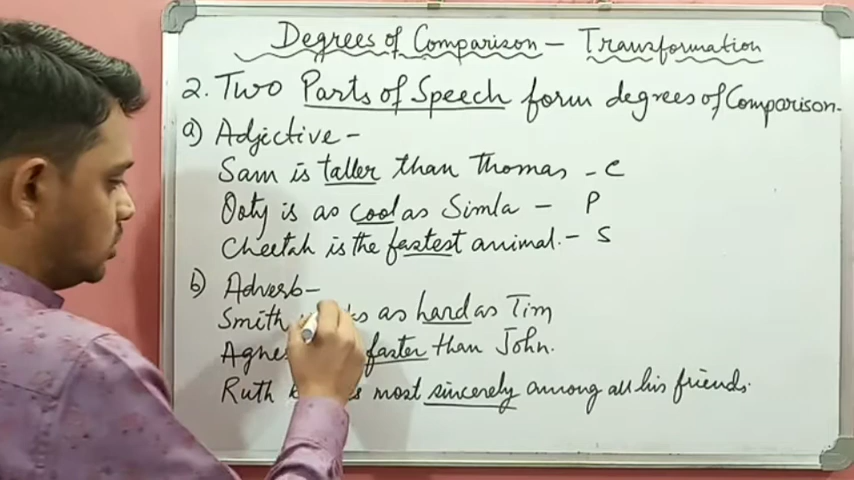 Degrees of Comparison - Transformation
2. Two Parts of Speech form degrees of Comparison.
a) Adjective -
Sam is taller than Thomas - C
Ooty is as cool as Simla - P
Cheetah is the fastest animal. - S
b) Adverb -
Smith as hard as Tim
faster than John.
Ruth most sincerely among all his friends.